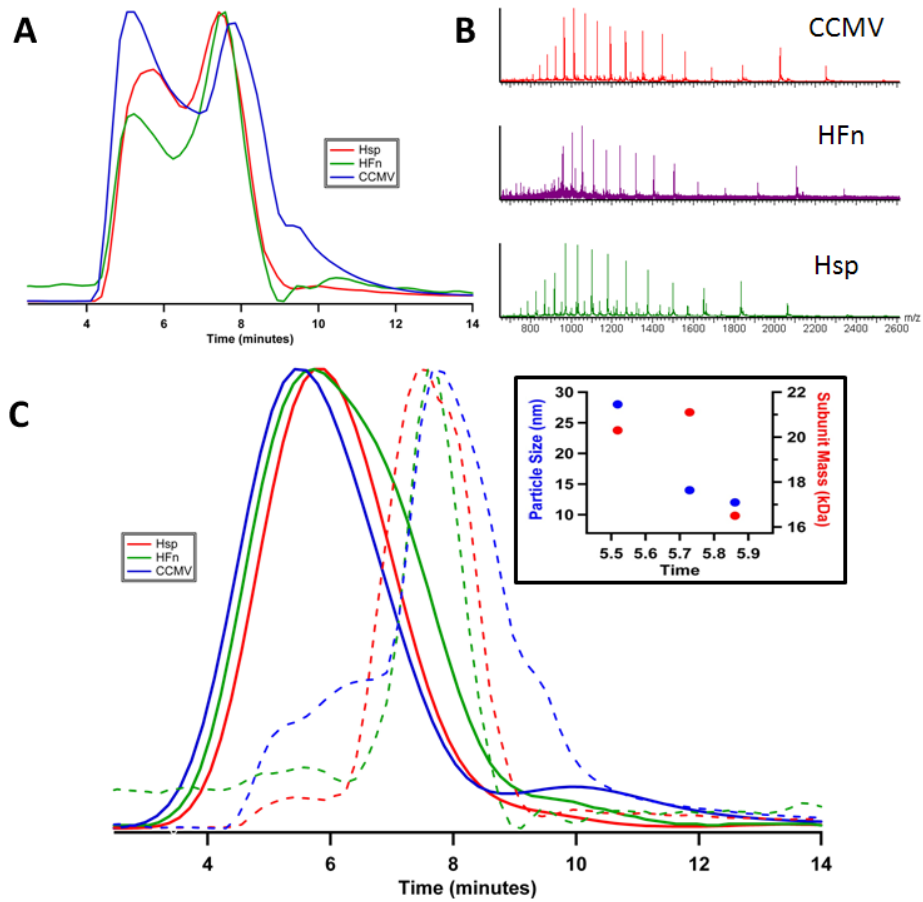 A
Hsp
HFn
CCMV
4 6 8 10 12 14
Time (minutes)
B
CCMV
HFn
Hsp
800 1000 1200 1400 1600 1800 2000 2200 2400 2600 m/z
C
Hsp
HFn
CCMV
30 22
25 20
20
15 18
10 16
Particle Size (nm)
Subunit Mass (kDa)
5.5 5.6 5.7 5.8 5.9
Time
4 6 8 10 12 14
Time (minutes)